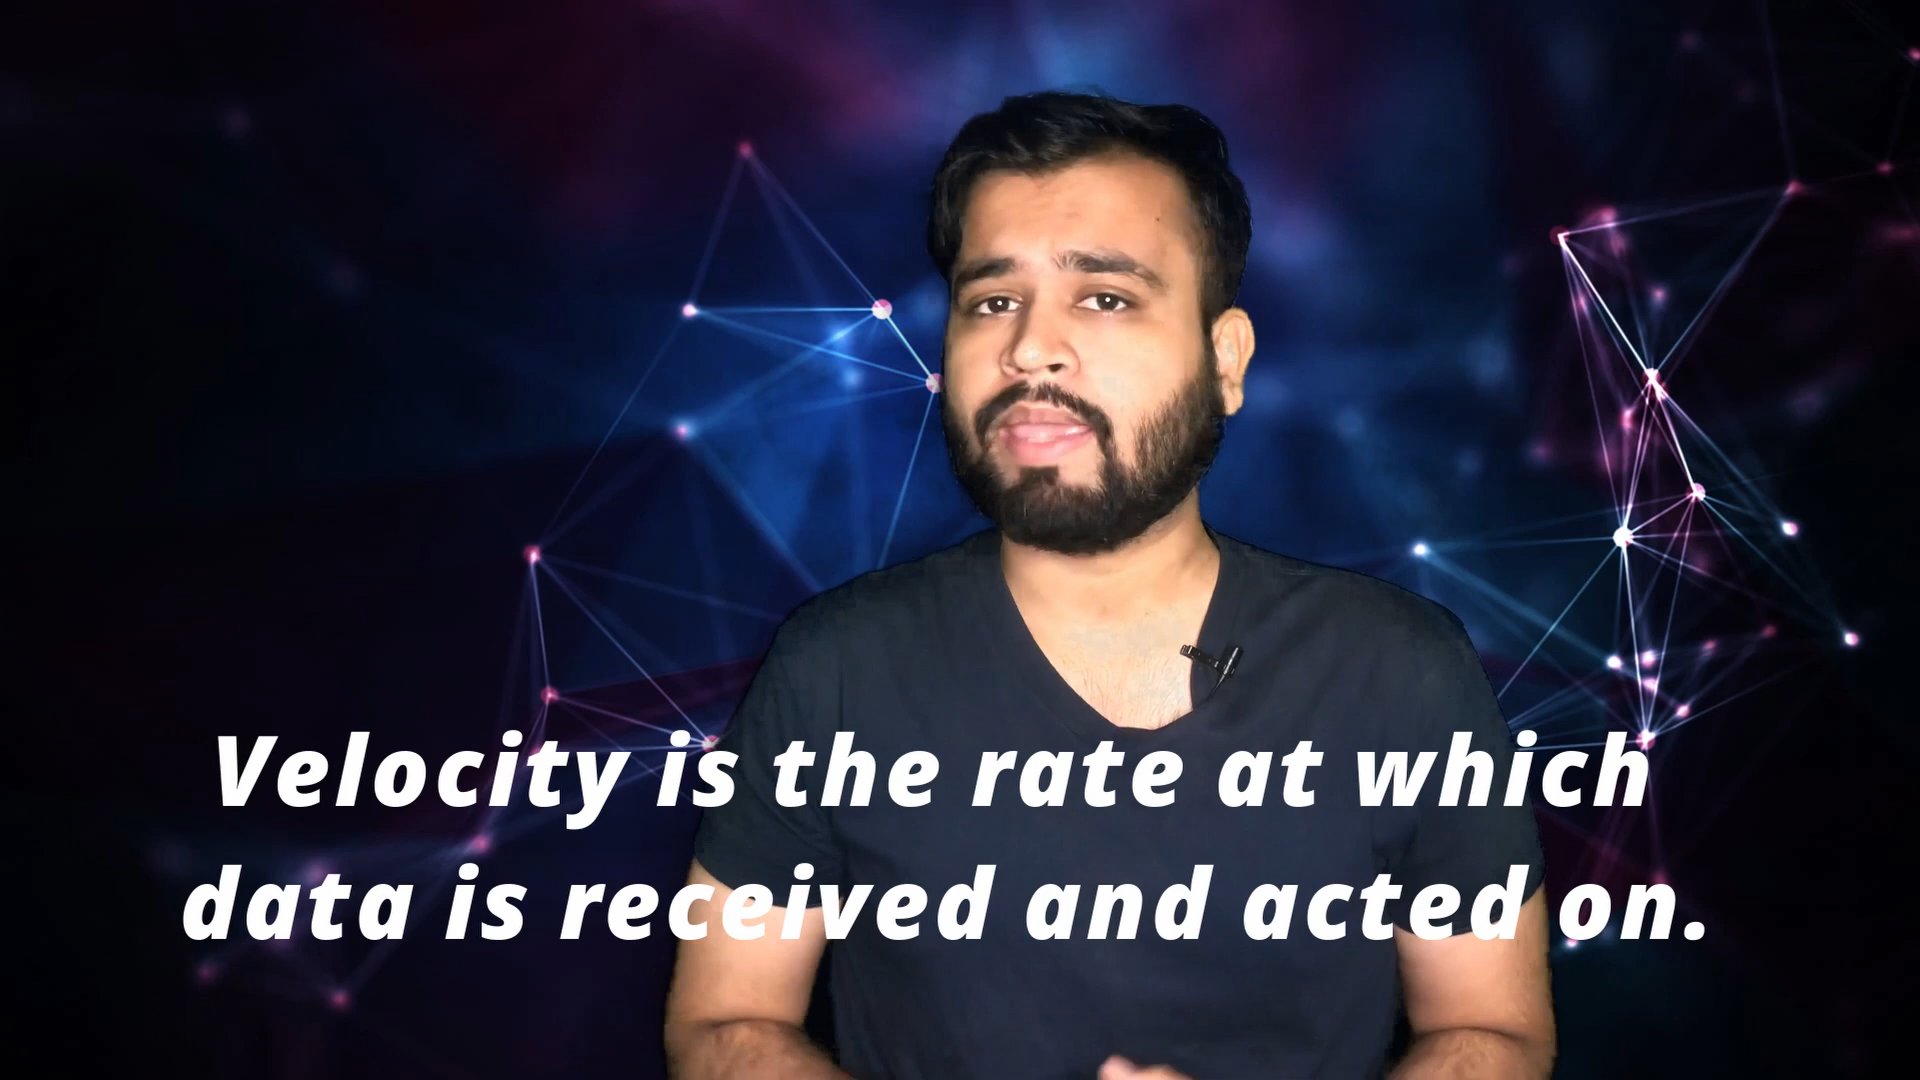 Velocity is the rate at which
data is received and acted on.